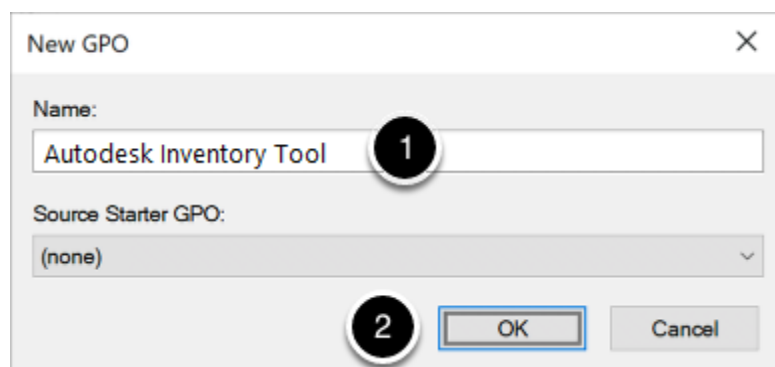 New GPO
Name:
Autodesk Inventory Tool
1
Source Starter GPO:
(none)
2
OK
Cancel